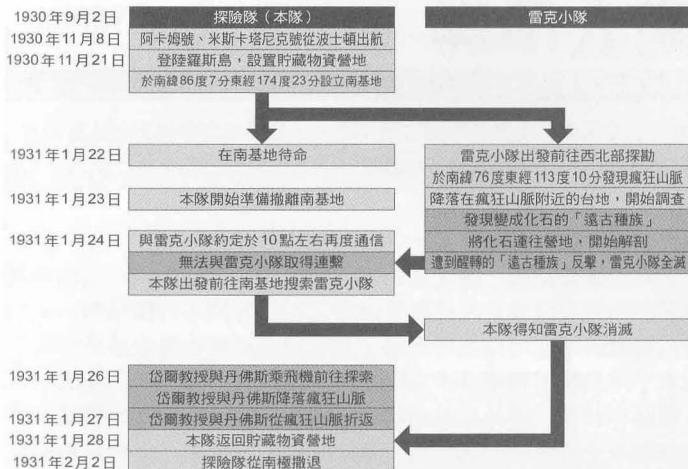 1930年9月2日 探險隊（本隊） 雷克小隊
1930年11月8日 阿卡姆號、米斯卡塔尼克號從波士頓出航
1930年11月21日 登陸羅斯島，設置貯藏物資營地
於南緯86度7分東經174度23分設立南基地
1931年1月22日 在南基地待命 雷克小隊出發前往西北部探勘
於南緯76度東經113度10分發現瘋狂山脈
1931年1月23日 本隊開始準備撤離南基地 降落在瘋狂山脈附近的台地，開始調查
發現變成化石的「遠古種族」
1931年1月24日 與雷克小隊約定於10點左右再度通信 將化石運往營地，開始解剖
無法與雷克小隊取得連繫 遭到醒轉的「遠古種族」反擊，雷克小隊全滅
本隊出發前往南基地搜索雷克小隊
本隊得知雷克小隊消滅
1931年1月26日 岱爾教授與丹佛斯乘飛機前往探索
岱爾教授與丹佛斯降落瘋狂山脈
1931年1月27日 岱爾教授與丹佛斯從瘋狂山脈折返
1931年1月28日 本隊返回貯藏物資營地
1931年2月2日 探險隊從南極撤退